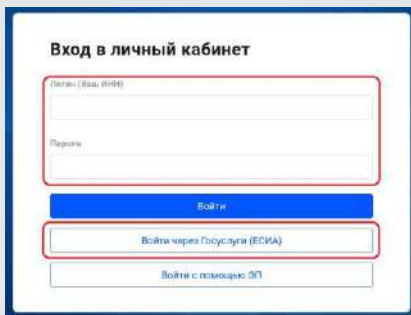 Вход в личный кабинет
Логин (Ваш ИНН)
Пароль
Войти
Войти через Госуслуги (ЕСИА)
Войти с помощью ЭП